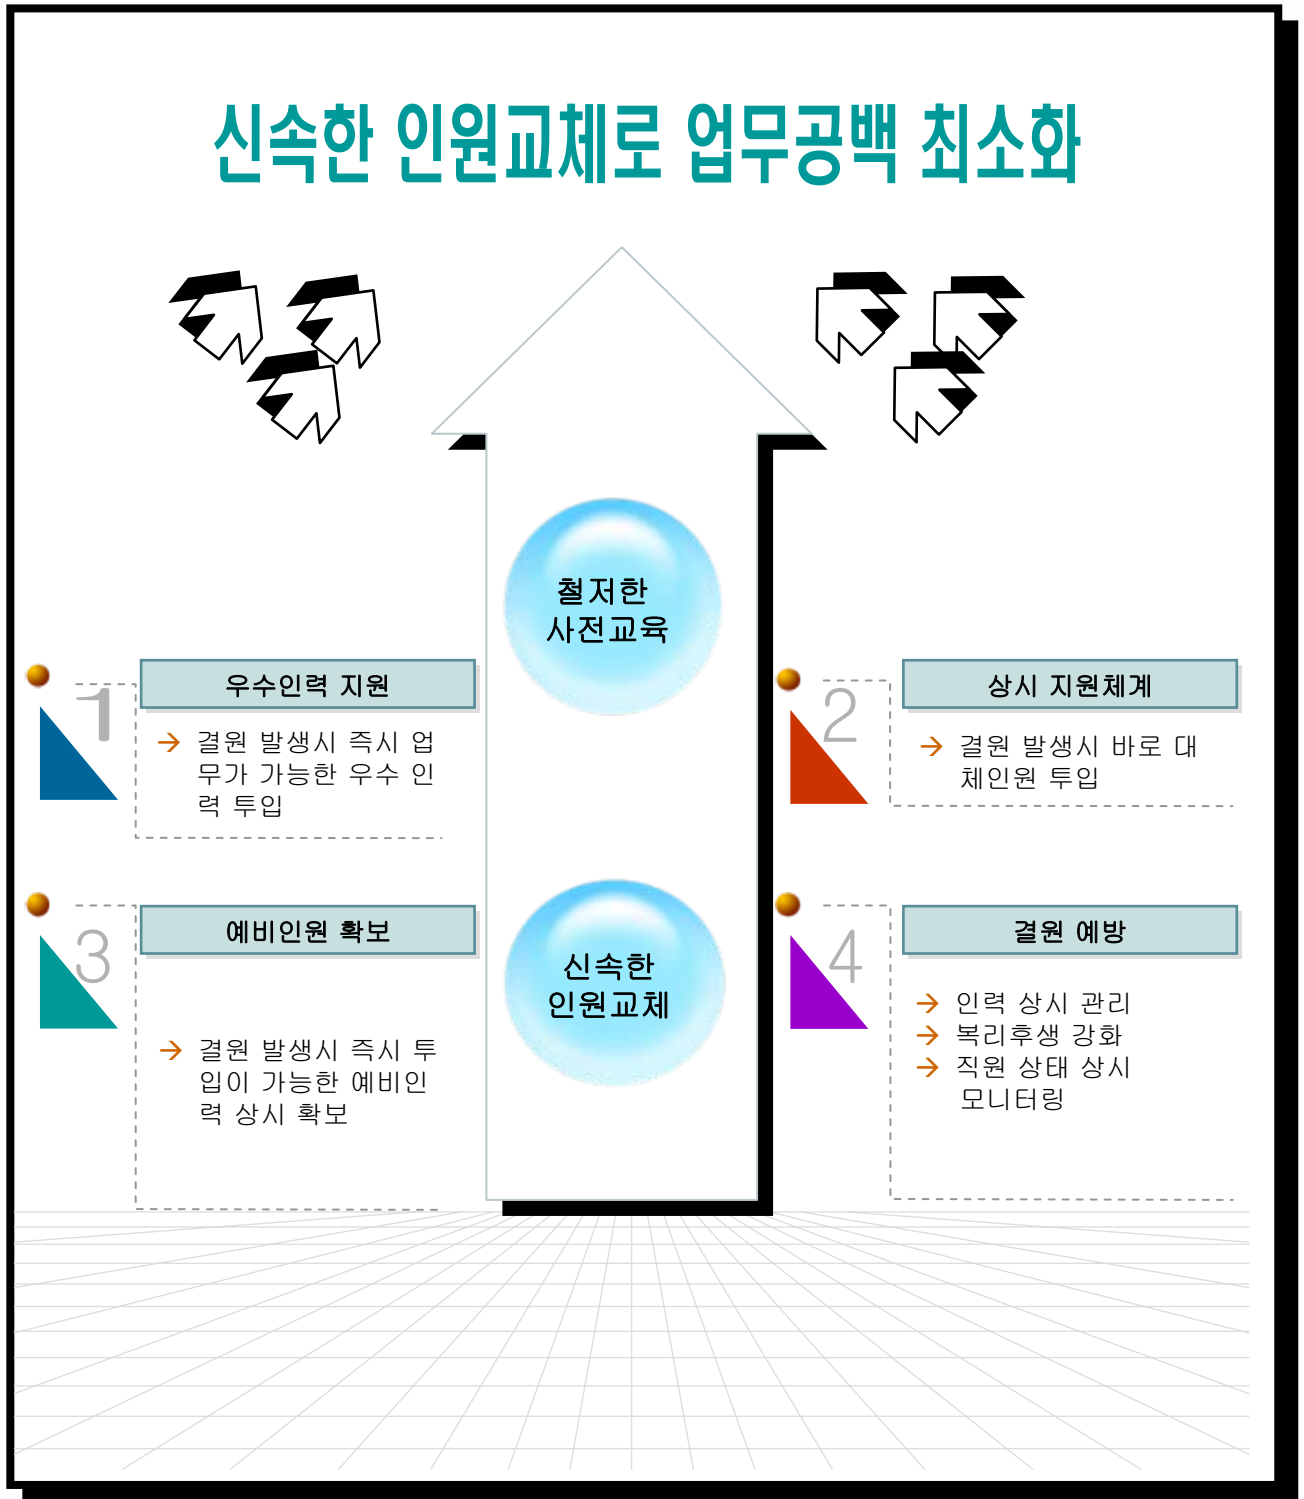 신속한 인원교체로 업무공백 최소화
철저한
사전교육
1
우수인력 지원
결원 발생시 즉시 업
무가 가능한 우수 인
력 투입
2
상시 지원체계
결원 발생시 바로 대
체인원 투입
3
예비인원 확보
결원 발생시 즉시 투
입이 가능한 예비인
력 상시 확보
신속한
인원교체
4
결원 예방
인력 상시 관리
복리후생 강화
직원 상태 상시
모니터링